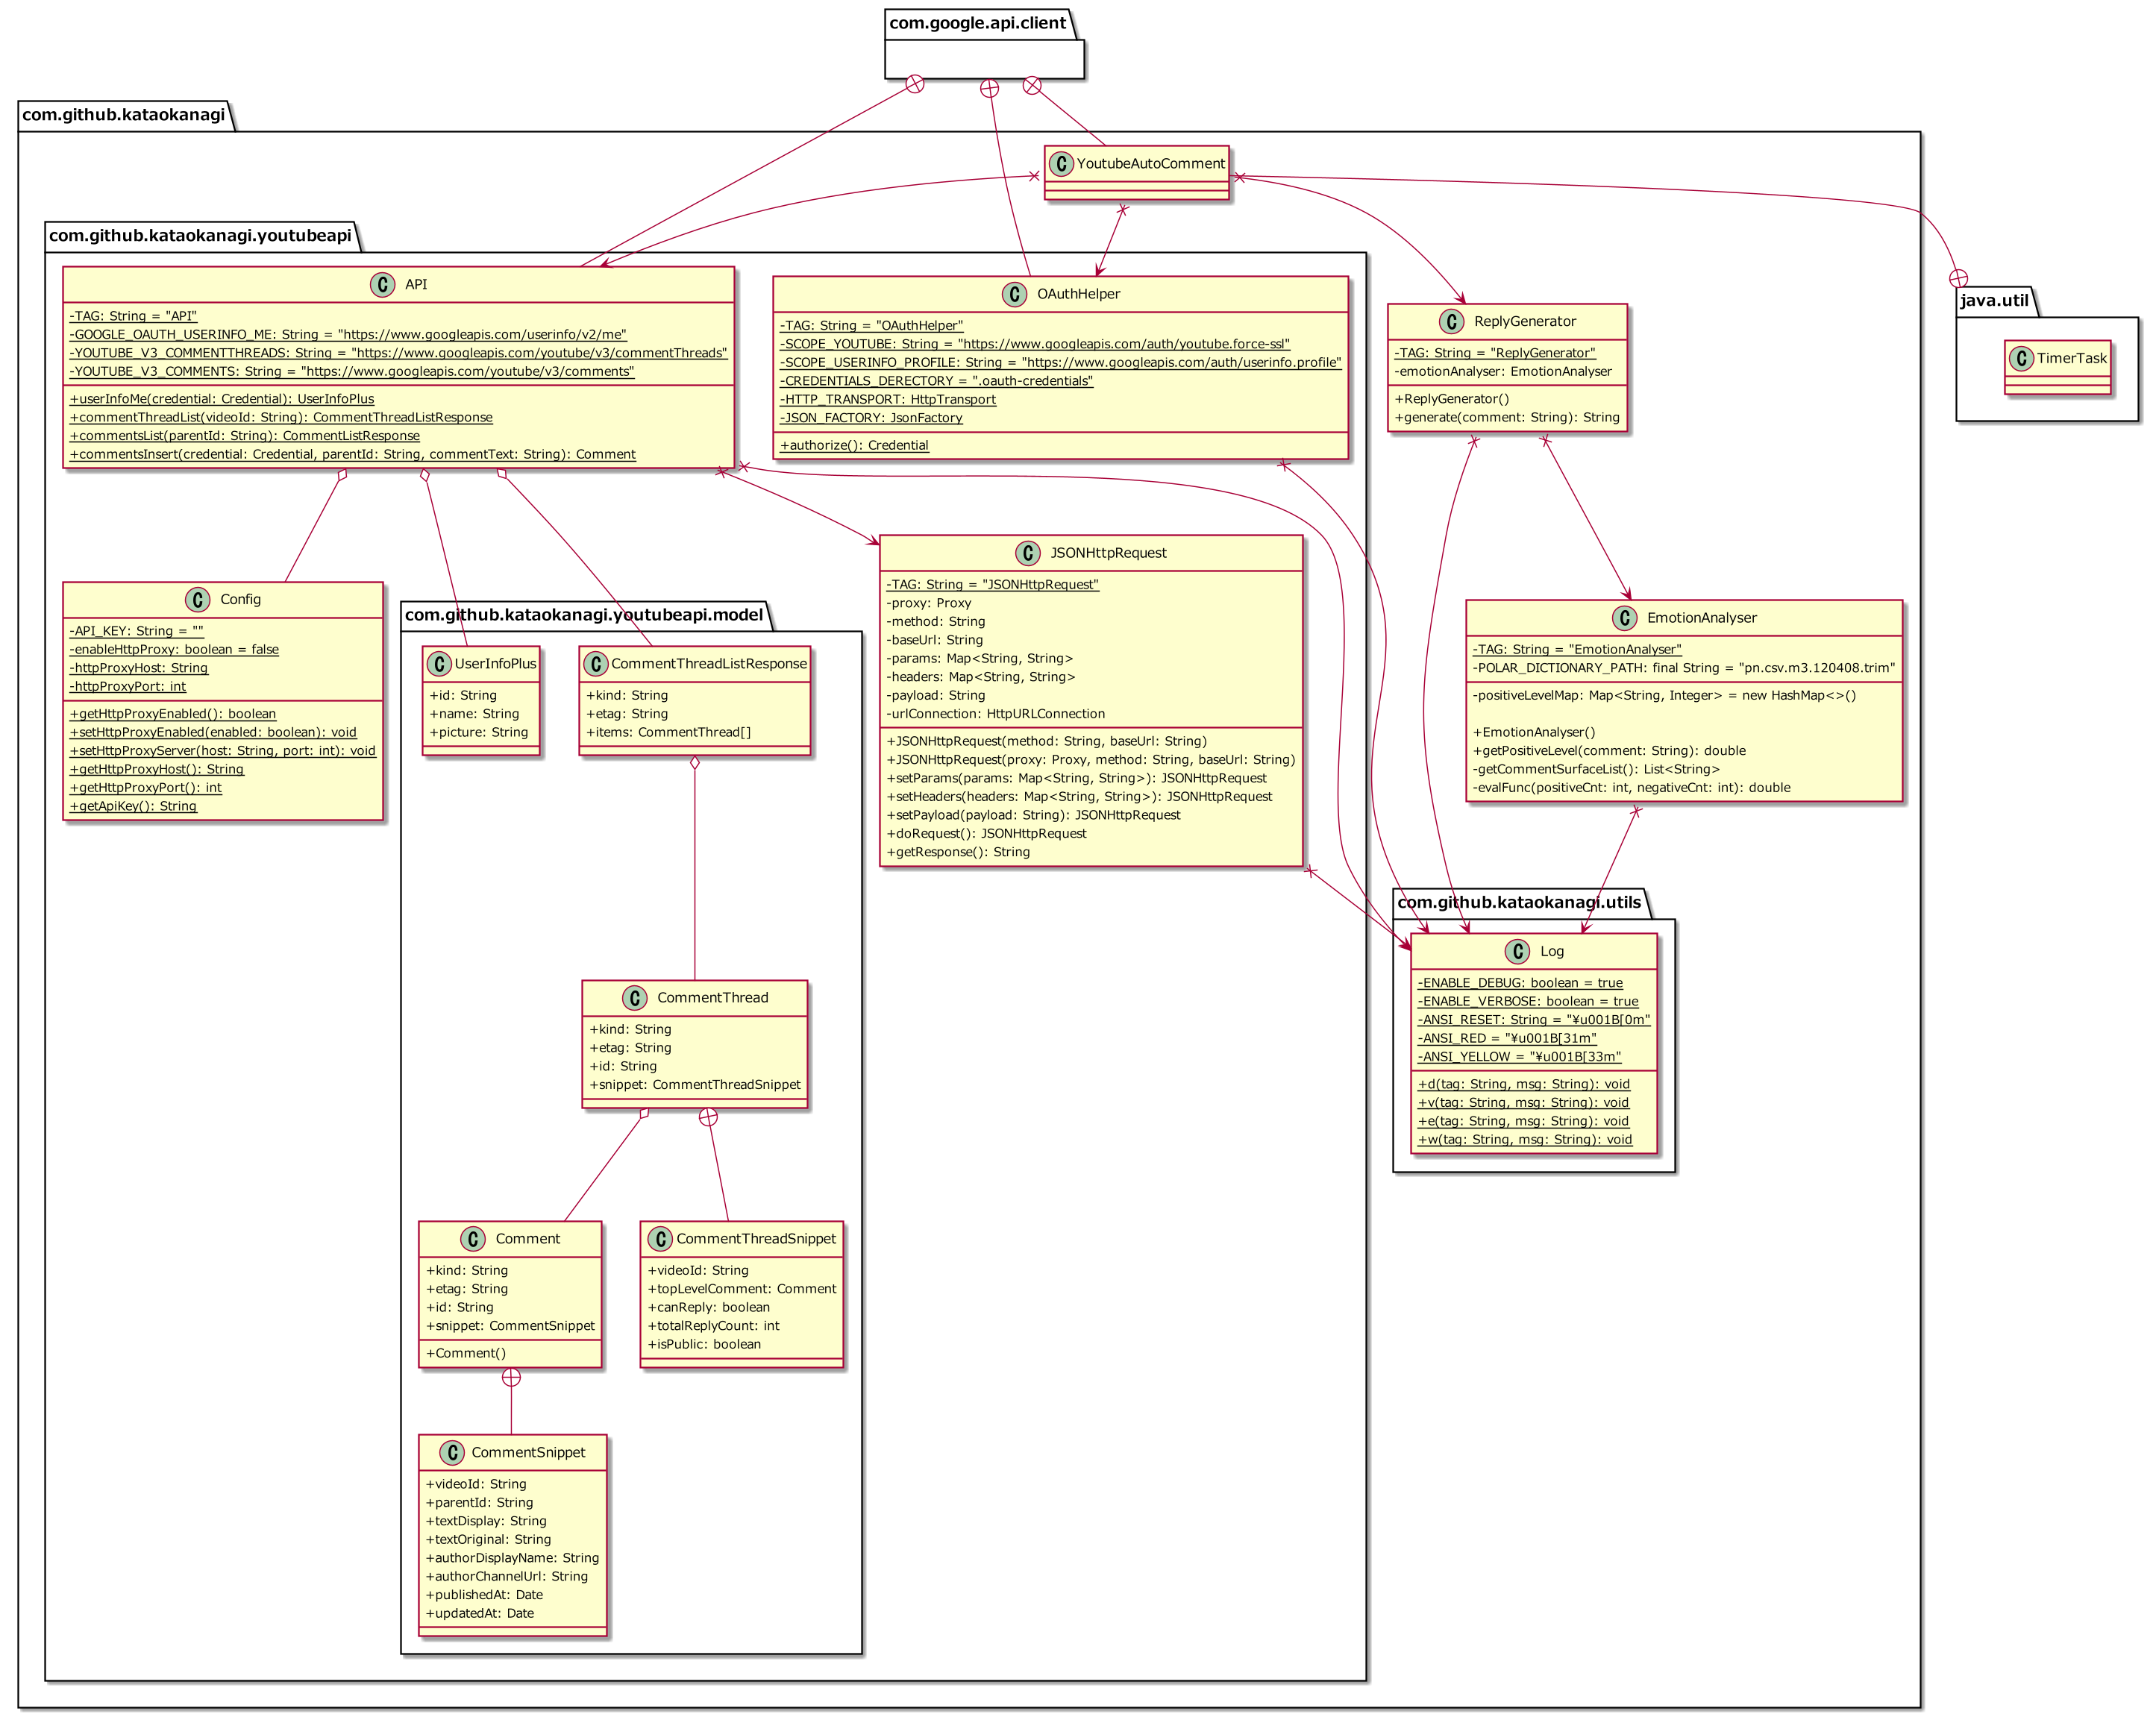 com.google.api.client
com.github.kataokanagi
C YoutubeAutoComment
com.github.kataokanagi.youtubeapi
C API
-TAG: String = "API"
-GOOGLE_OAUTH_USERINFO_ME: String = "https://www.googleapis.com/userinfo/v2/me"
-YOUTUBE_V3_COMMENTTHREADS: String = "https://www.googleapis.com/youtube/v3/commentThreads"
-YOUTUBE_V3_COMMENTS: String = "https://www.googleapis.com/youtube/v3/comments"
+userInfoMe(credential: Credential): UserInfoPlus
+commentThreadList(videoId: String): CommentThreadListResponse
+commentsList(parentId: String): CommentListResponse
+commentsInsert(credential: Credential, parentId: String, commentText: String): Comment
C OAuthHelper
-TAG: String = "OAuthHelper"
-SCOPE_YOUTUBE: String = "https://www.googleapis.com/auth/youtube.force-ssl"
-SCOPE_USERINFO_PROFILE: String = "https://www.googleapis.com/auth/userinfo.profile"
-CREDENTIALS_DERECTORY = ".oauth-credentials"
-HTTP_TRANSPORT: HttpTransport
-JSON_FACTORY: JsonFactory
+authorize(): Credential
C ReplyGenerator
-TAG: String = "ReplyGenerator"
-emotionAnalyser: EmotionAnalyser
+ReplyGenerator()
+generate(comment: String): String
java.util
C TimerTask
C Config
-API_KEY: String = ""
-enableHttpProxy: boolean = false
-httpProxyHost: String
-httpProxyPort: int
+getHttpProxyEnabled(): boolean
+setHttpProxyEnabled(enabled: boolean): void
+setHttpProxyServer(host: String, port: int): void
+getHttpProxyHost(): String
+getHttpProxyPort(): int
+getApiKey(): String
com.github.kataokanagi.youtubeapi.model
C UserInfoPlus
+id: String
+name: String
+picture: String
C CommentThreadListResponse
+kind: String
+etag: String
+items: CommentThread[]
C JSONHttpRequest
-TAG: String = "JSONHttpRequest"
-proxy: Proxy
-method: String
-baseUrl: String
-params: Map<String, String>
-headers: Map<String, String>
-payload: String
-urlConnection: HttpURLConnection
+JSONHttpRequest(method: String, baseUrl: String)
+JSONHttpRequest(proxy: Proxy, method: String, baseUrl: String)
+setParams(params: Map<String, String>): JSONHttpRequest
+setHeaders(headers: Map<String, String>): JSONHttpRequest
+setPayload(payload: String): JSONHttpRequest
+doRequest(): JSONHttpRequest
+getResponse(): String
C EmotionAnalyser
-TAG: String = "EmotionAnalyser"
-POLAR_DICTIONARY_PATH: final String = "pn.csv.m3.120408.trim"
-positiveLevelMap: Map<String, Integer> = new HashMap<>()
+EmotionAnalyser()
+getPositiveLevel(comment: String): double
-getCommentSurfaceList(): List<String>
-evalFunc(positiveCnt: int, negativeCnt: int): double
com.github.kataokanagi.utils
C Log
-ENABLE_DEBUG: boolean = true
-ENABLE_VERBOSE: boolean = true
-ANSI_RESET: String = "¥u001B[0m"
-ANSI_RED = "¥u001B[31m"
-ANSI_YELLOW = "¥u001B[33m"
+d(tag: String, msg: String): void
+v(tag: String, msg: String): void
+e(tag: String, msg: String): void
+w(tag: String, msg: String): void
C CommentThread
+kind: String
+etag: String
+id: String
+snippet: CommentThreadSnippet
C Comment
+kind: String
+etag: String
+id: String
+snippet: CommentSnippet
+Comment()
C CommentThreadSnippet
+videoId: String
+topLevelComment: Comment
+canReply: boolean
+totalReplyCount: int
+isPublic: boolean
C CommentSnippet
+videoId: String
+parentId: String
+textDisplay: String
+textOriginal: String
+authorDisplayName: String
+authorChannelUrl: String
+publishedAt: Date
+updatedAt: Date